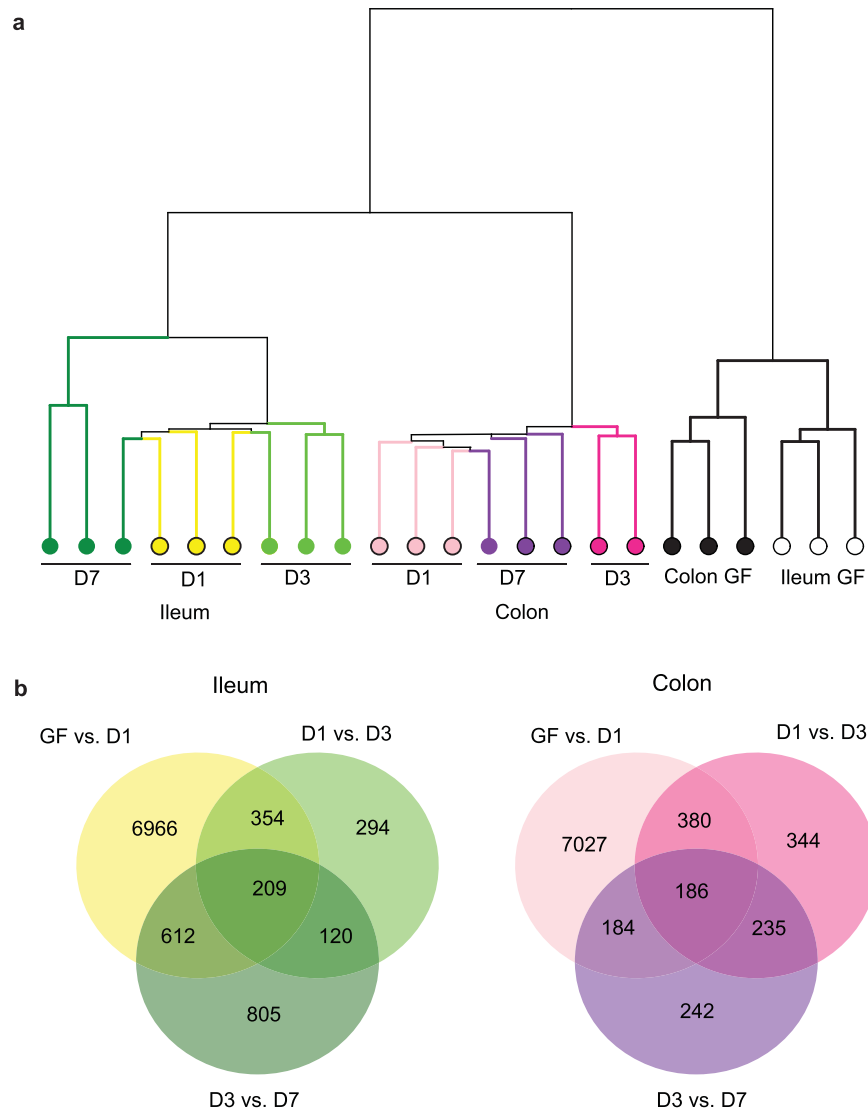 a
D7 D1 D3 D1 D7 D3 Colon GF Ileum GF
Ileum Colon
b
Ileum Colon
GF vs. D1 D1 vs. D3 GF vs. D1 D1 vs. D3
6966 354 294 7027 380 344
209 186
612 120 184 235
805 242
D3 vs. D7 D3 vs. D7